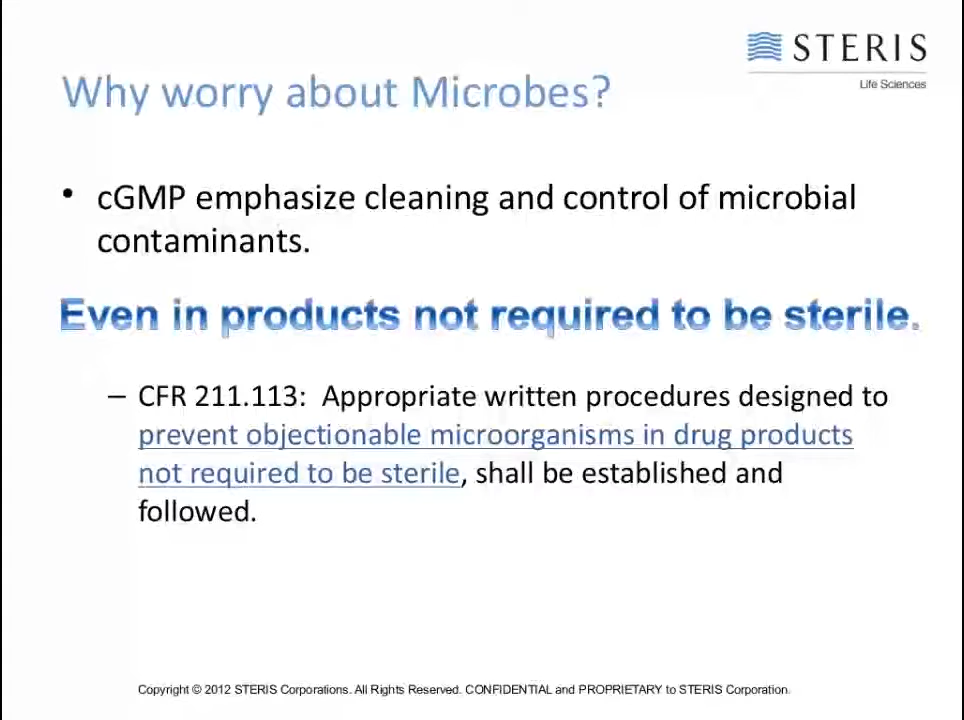 STERIS
Life Sciences
Why worry about Microbes?
• cGMP emphasize cleaning and control of microbial
contaminants.
Even in products not required to be sterile.
– CFR 211.113:  Appropriate written procedures designed to
prevent objectionable microorganisms in drug products
not required to be sterile, shall be established and
followed.
Copyright © 2012 STERIS Corporations. All Rights Reserved. CONFIDENTIAL and PROPRIETARY to STERIS Corporation.